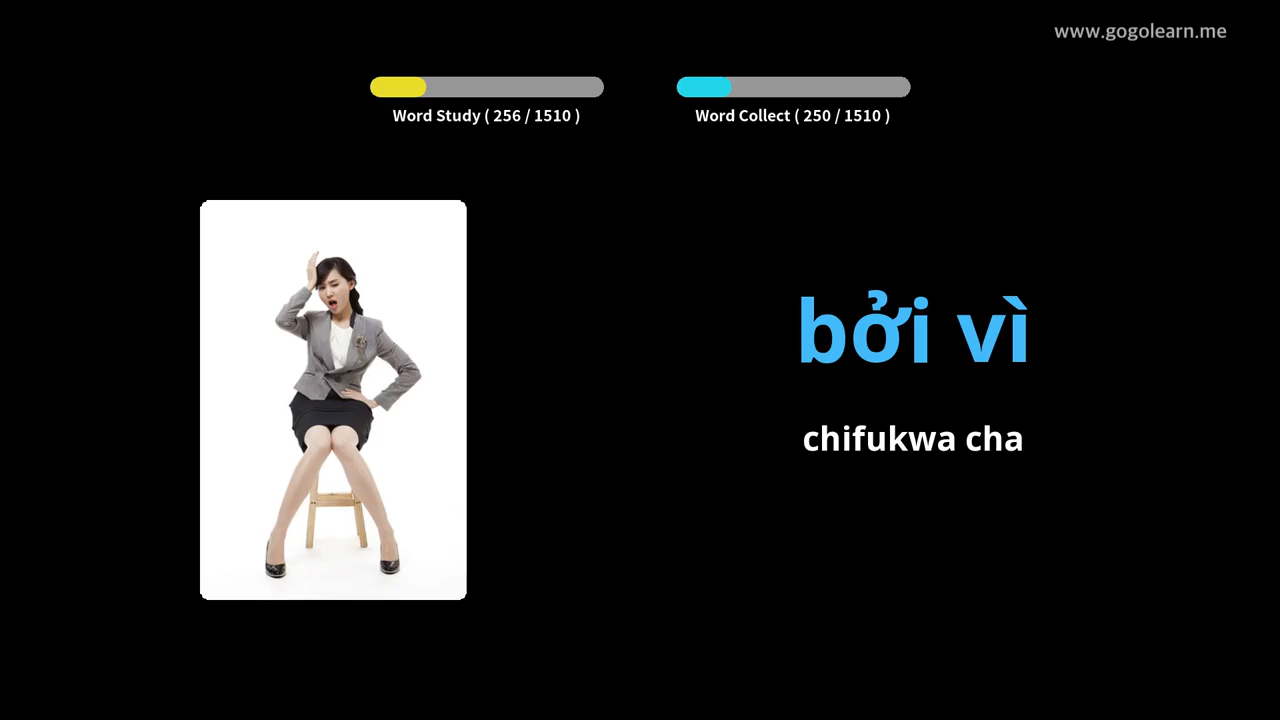 www.gogolearn.me
Word Study ( 256 / 1510 )
Word Collect ( 250 / 1510 )
bởi vì
chifukwa cha